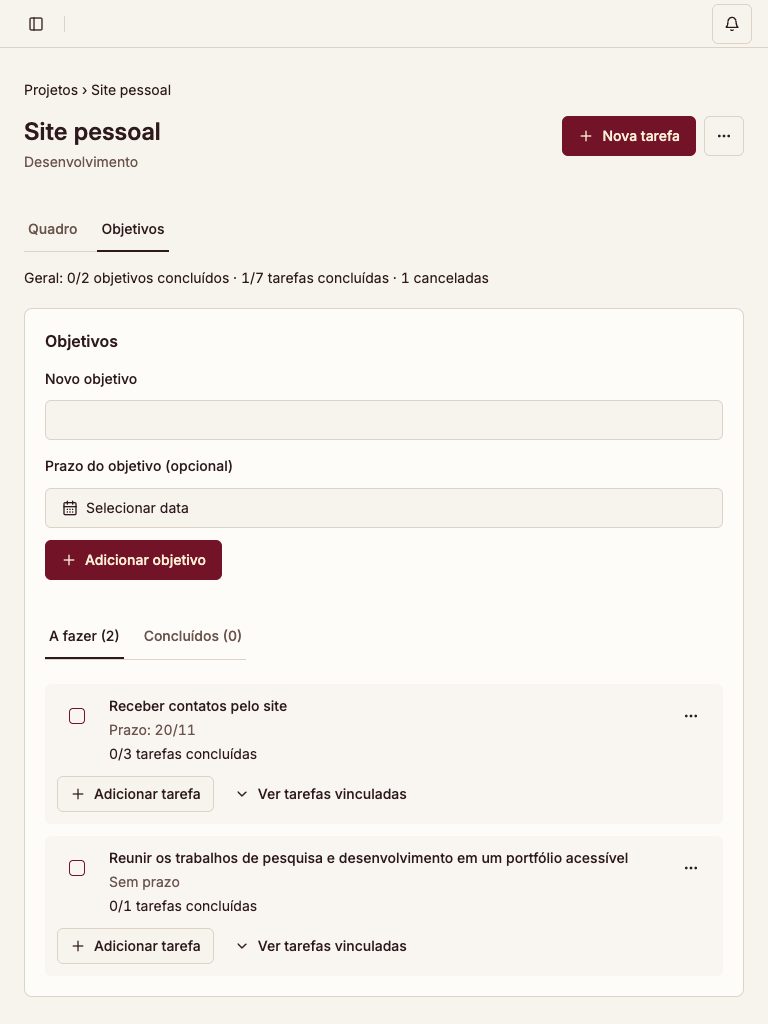 Projetos › Site pessoal
Site pessoal
Desenvolvimento
Nova tarefa
Quadro
Objetivos
Geral: 0/2 objetivos concluídos · 1/7 tarefas concluídas · 1 canceladas
Objetivos
Novo objetivo
Prazo do objetivo (opcional)
Selecionar data
Adicionar objetivo
A fazer (2)
Concluídos (0)
Receber contatos pelo site
Prazo: 20/11
0/3 tarefas concluídas
Adicionar tarefa
Ver tarefas vinculadas
Reunir os trabalhos de pesquisa e desenvolvimento em um portfólio acessível
Sem prazo
0/1 tarefas concluídas
Adicionar tarefa
Ver tarefas vinculadas